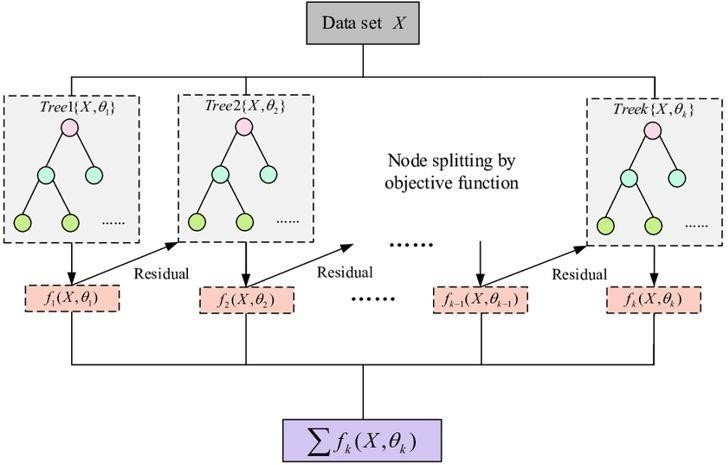 Data set X
Tree1{X,θ₁}
Tree2{X,θ₂}
Treek{X,θₖ}
Node splitting by
objective function
......
......
......
......
Residual
Residual
Residual
f₁(X,θ₁)
f₂(X,θ₂)
......
fₖ₋₁(X,θₖ₋₁)
fₖ(X,θₖ)
∑fₖ(X,θₖ)